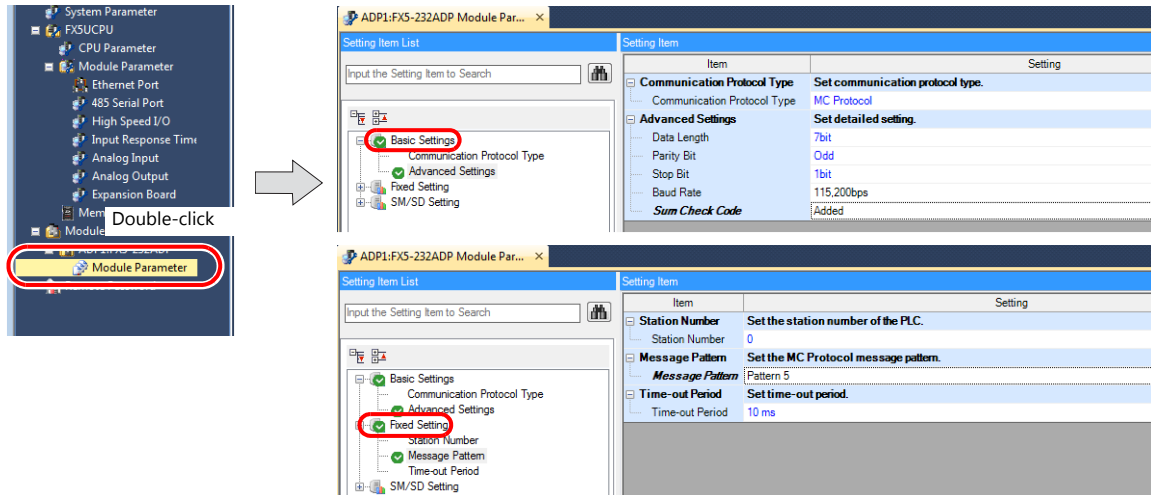 System Parameter
FX5UCPU
CPU Parameter
Module Parameter
Ethernet Port
485 Serial Port
High Speed I/O
Input Response Time
Analog Input
Analog Output
Expansion Board
Mem
Double-click
Module
ADP1:FX5-232ADP
Module Parameter
ADP1:FX5-232ADP Module Par...
Setting Item List
Input the Setting Item to Search
Basic Settings
Communication Protocol Type
Advanced Settings
Fixed Setting
SM/SD Setting
Setting Item
Item Setting
Communication Protocol Type Set communication protocol type.
Communication Protocol Type MC Protocol
Advanced Settings Set detailed setting.
Data Length 7bit
Parity Bit Odd
Stop Bit 1bit
Baud Rate 115,200bps
Sum Check Code Added
ADP1:FX5-232ADP Module Par...
Setting Item List
Input the Setting Item to Search
Basic Settings
Communication Protocol Type
Advanced Settings
Fixed Setting
Station Number
Message Pattern
Time-out Period
SM/SD Setting
Setting Item
Item Setting
Station Number Set the station number of the PLC.
Station Number 0
Message Pattern Set the MC Protocol message pattern.
Message Pattern Pattern 5
Time-out Period Set time-out period.
Time-out Period 10 ms